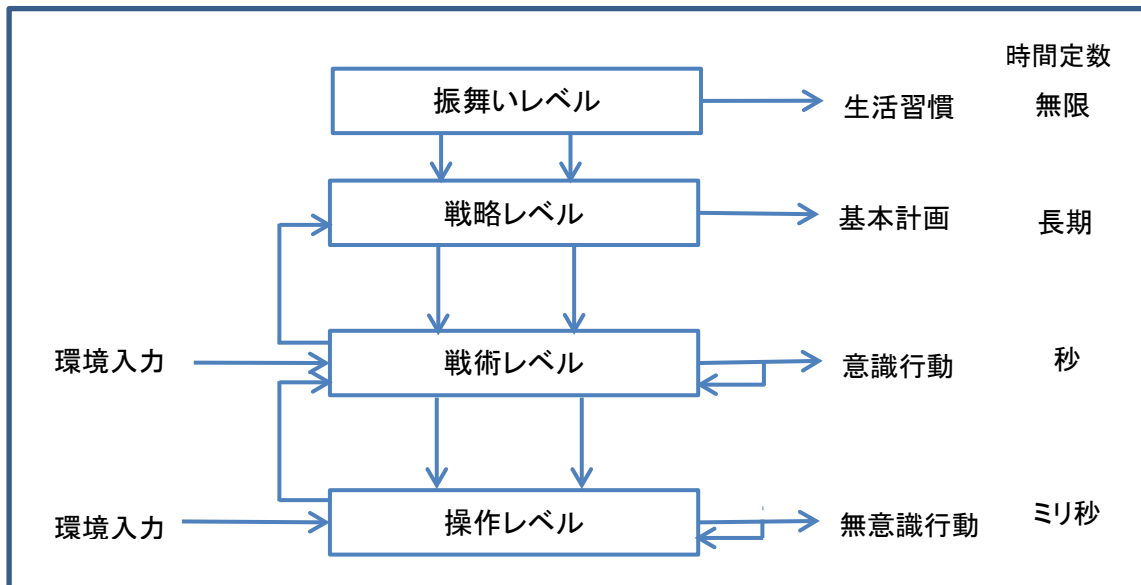 時間定数
振舞いレベル
生活習慣
無限
戦略レベル
基本計画
長期
環境入力
戦術レベル
意識行動
秒
環境入力
操作レベル
無意識行動
ミリ秒